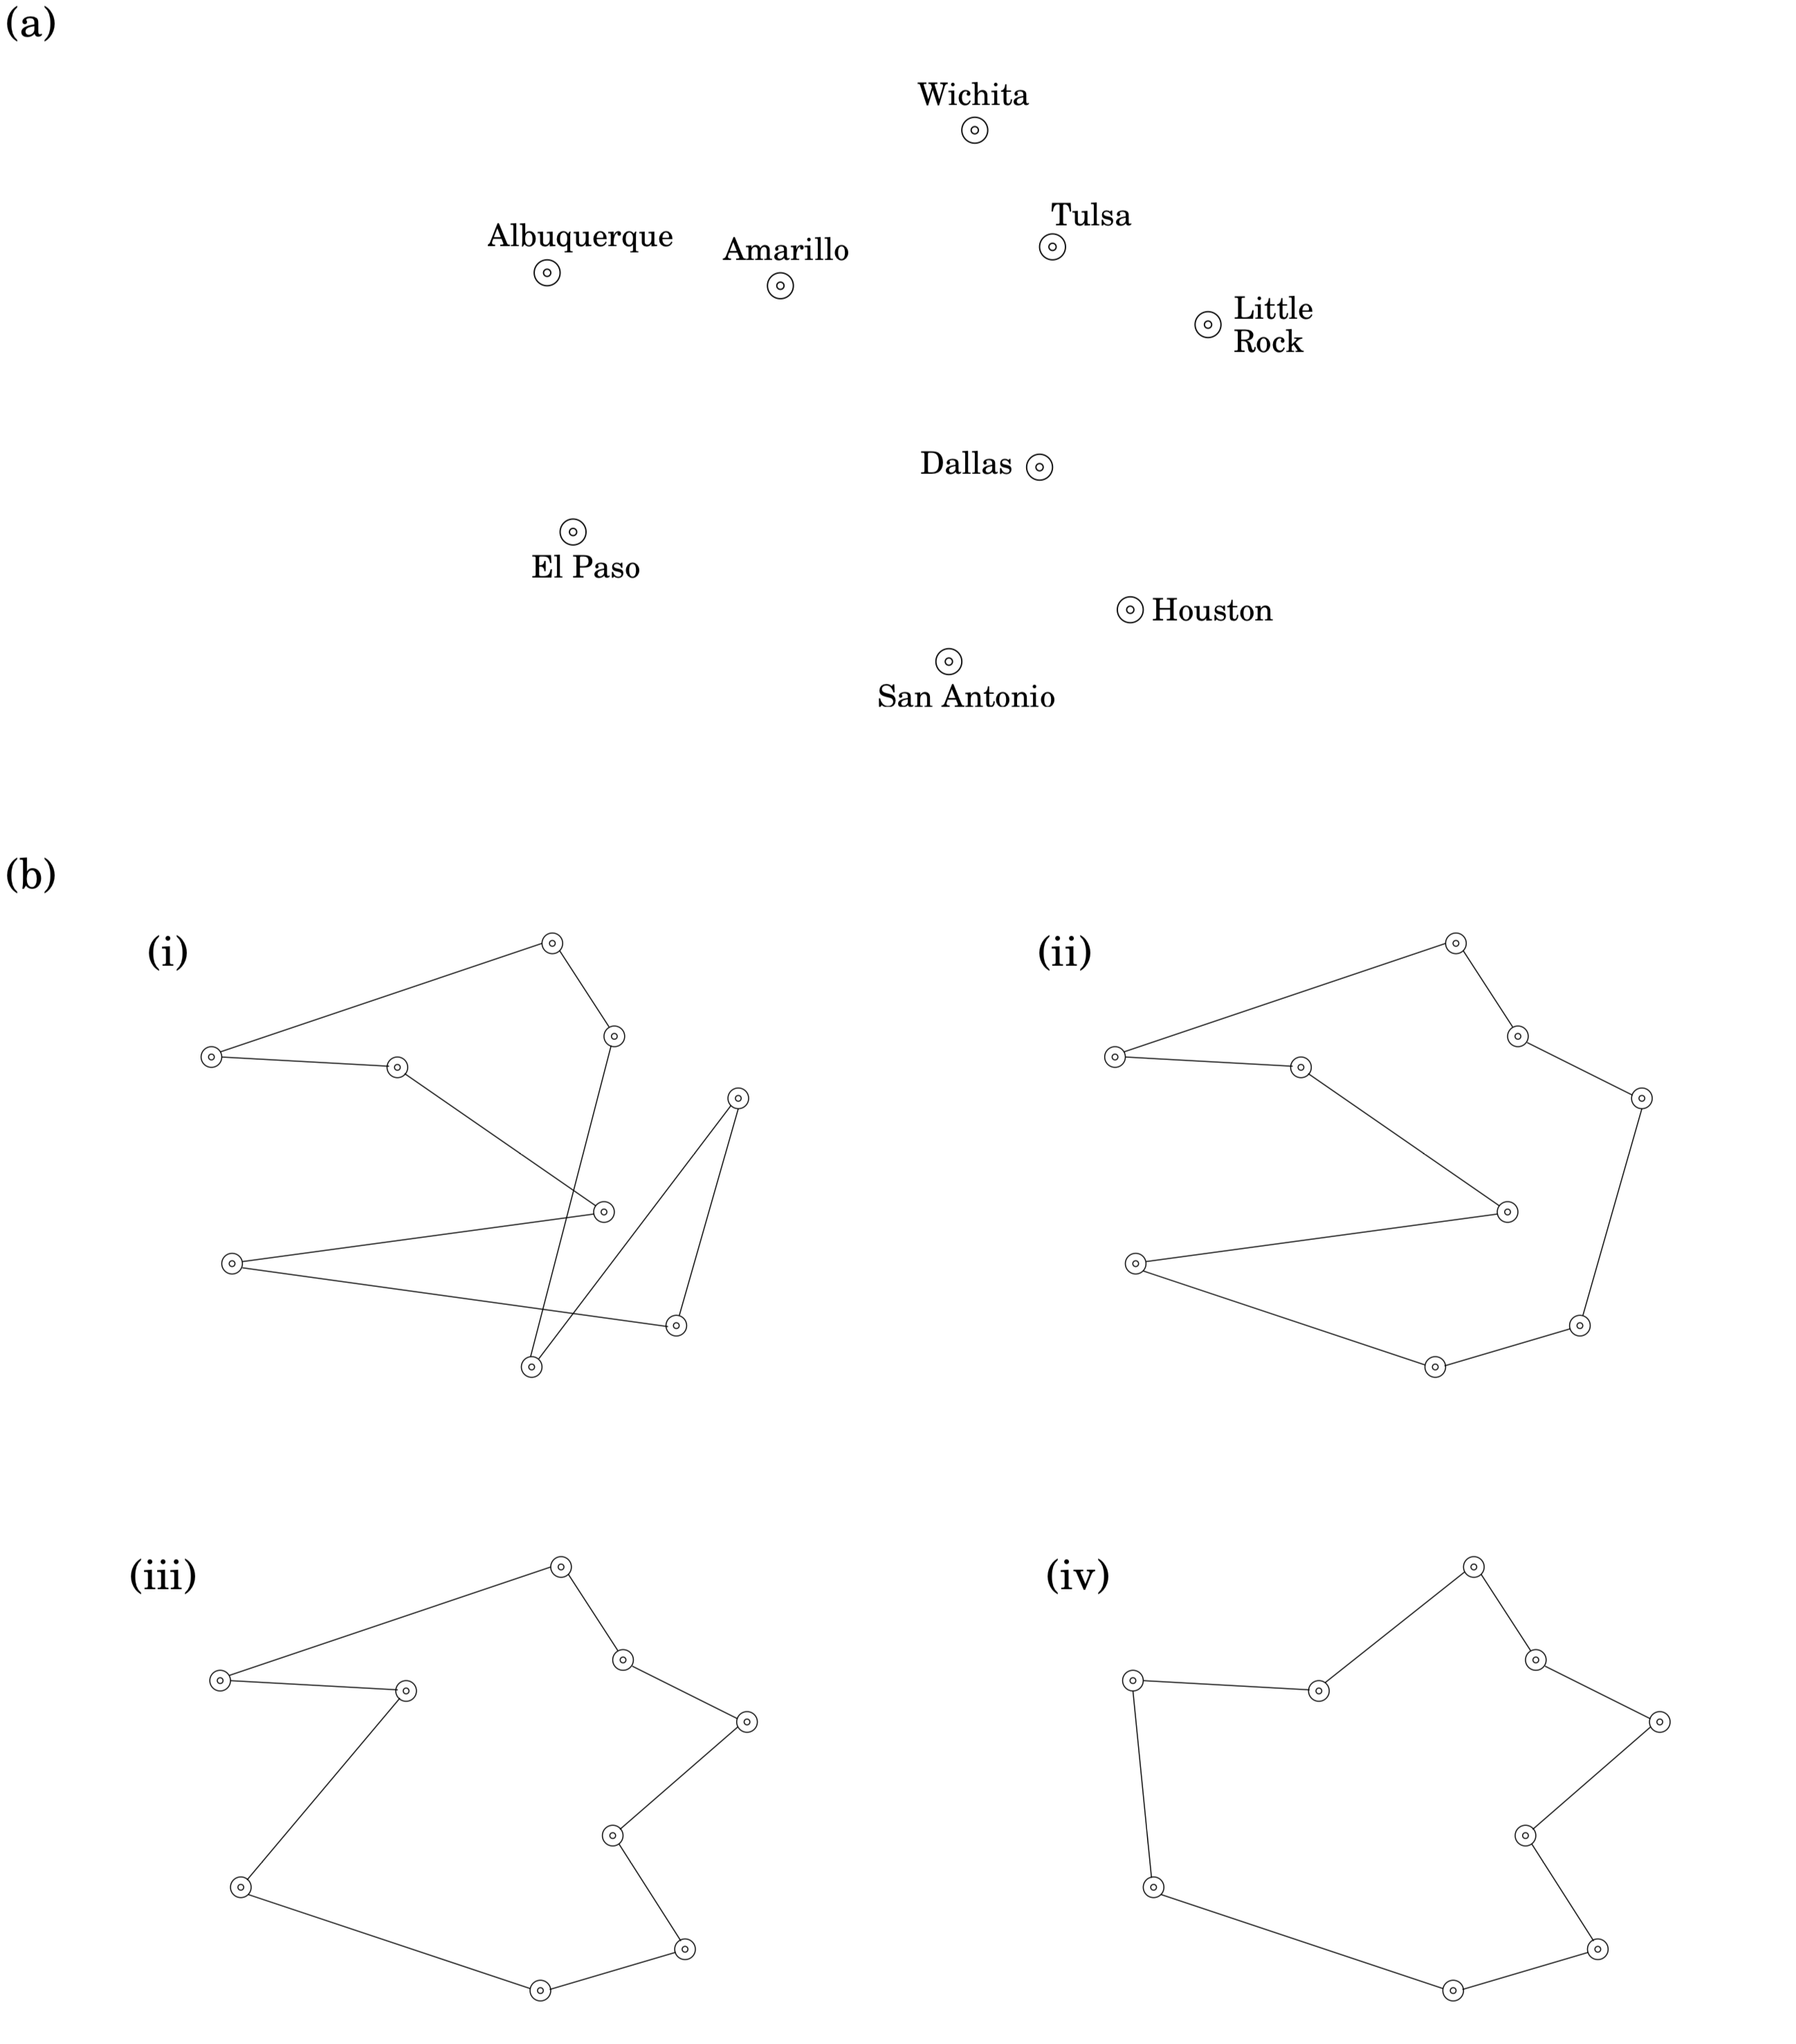 (a)
Wichita
Tulsa
Albuquerque
Amarillo
Little
Rock
Dallas
El Paso
Houston
San Antonio
(b)
(i)
(ii)
(iii)
(iv)